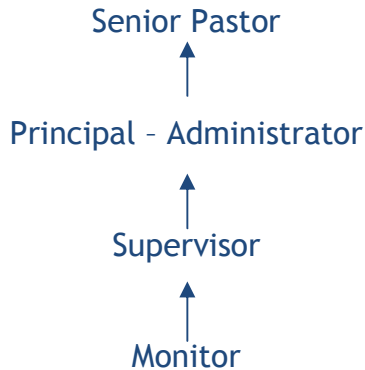 Senior Pastor
Principal – Administrator
Supervisor
Monitor